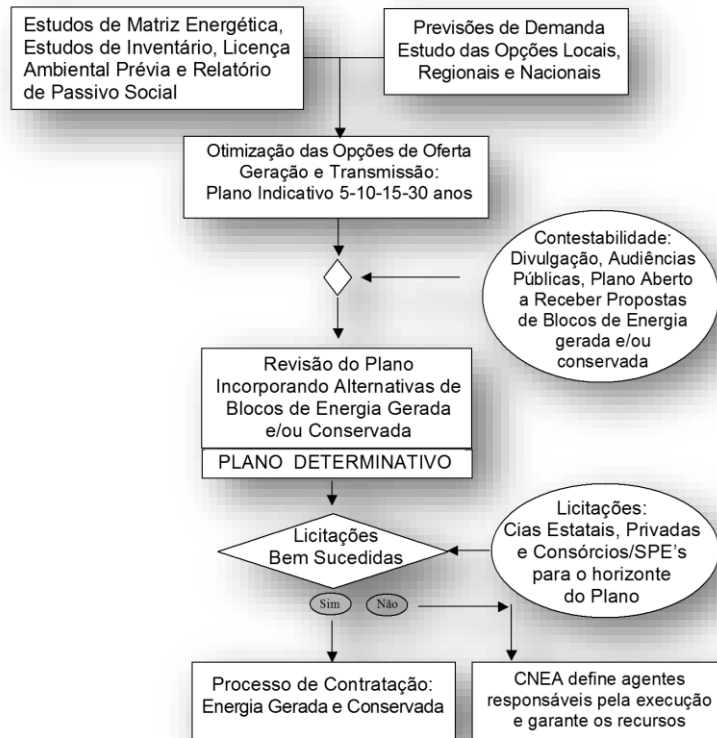 Estudos de Matriz Energética,
Estudos de Inventário, Licença
Ambiental Prévia e Relatório
de Passivo Social
Previsões de Demanda
Estudo das Opções Locais,
Regionais e Nacionais
Otimização das Opções de Oferta
Geração e Transmissão:
Plano Indicativo 5-10-15-30 anos
Contestabilidade:
Divulgação, Audiências
Públicas, Plano Aberto
a Receber Propostas
de Blocos de Energia
gerada e/ou
conservada
Revisão do Plano
Incorporando Alternativas de
Blocos de Energia Gerada
e/ou Conservada
PLANO DETERMINATIVO
Licitações
Bem Sucedidas
Licitações:
Cias Estatais, Privadas
e Consórcios/SPE's
para o horizonte
do Plano
Sim
Não
Processo de Contratação:
Energia Gerada e Conservada
CNEA define agentes
responsáveis pela execução
e garante os recursos